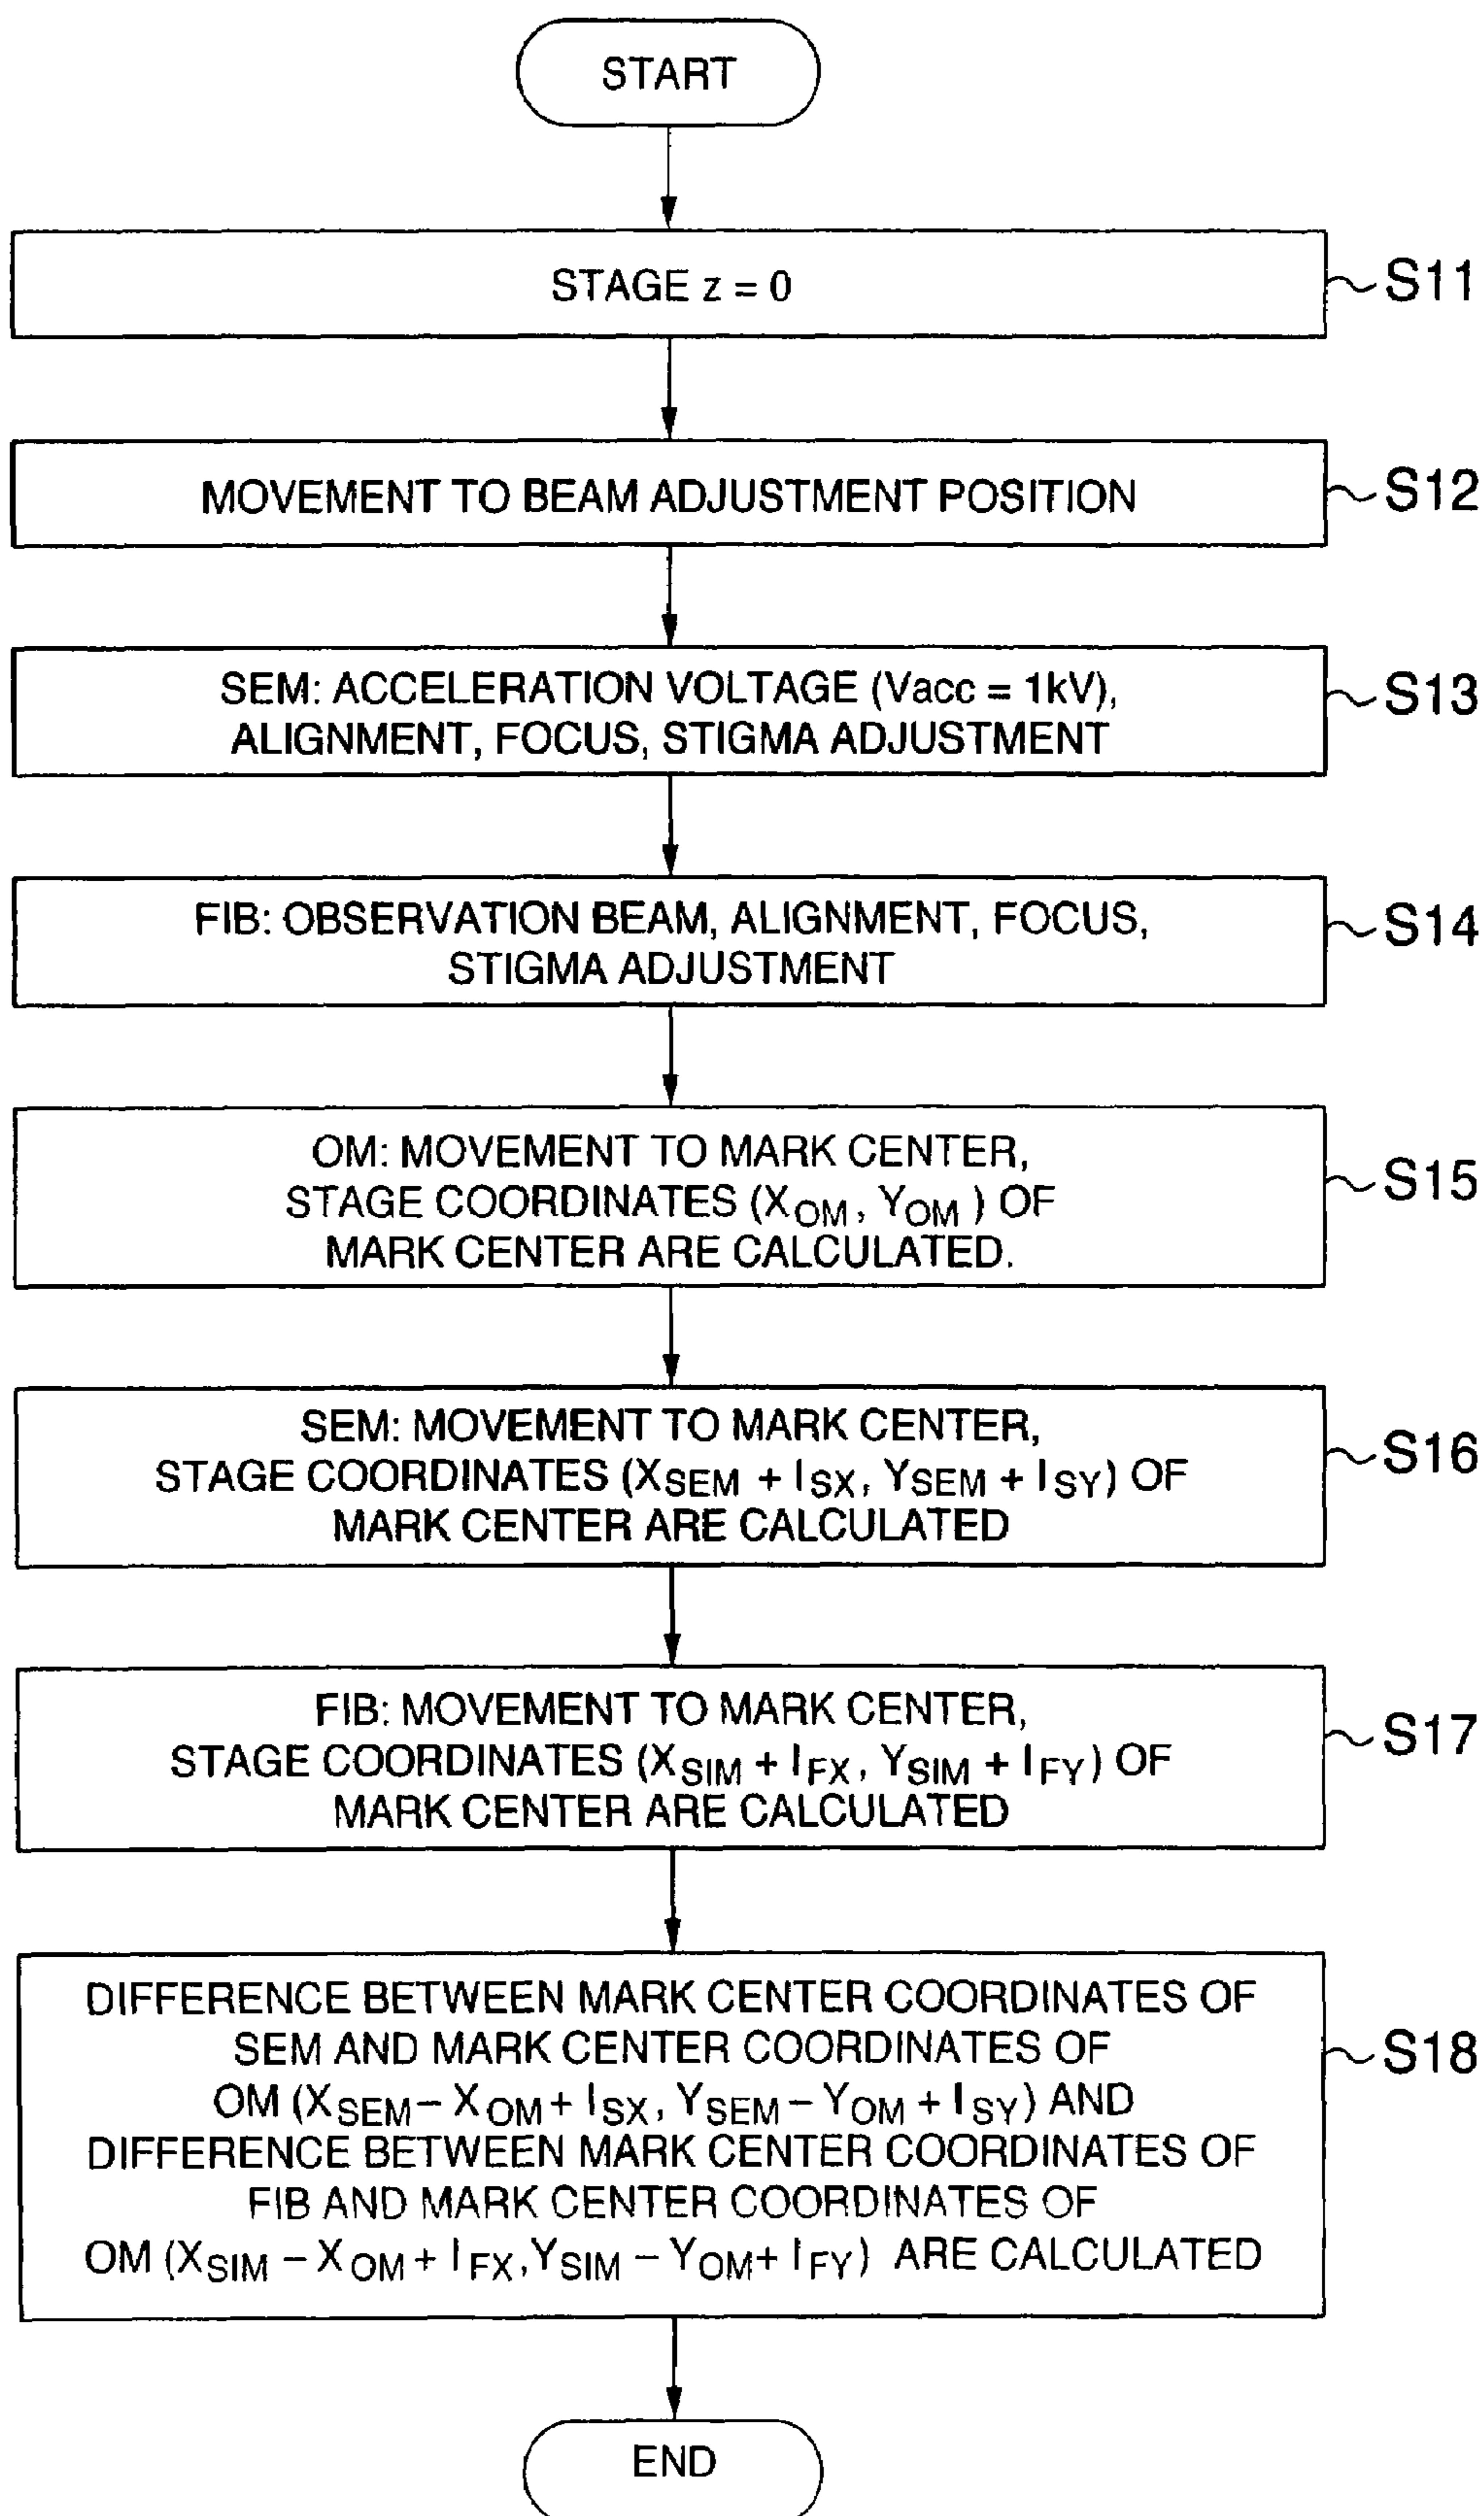 START
STAGE z = 0
S11
MOVEMENT TO BEAM ADJUSTMENT POSITION
S12
SEM: ACCELERATION VOLTAGE (Vacc = 1kV),
ALIGNMENT, FOCUS, STIGMA ADJUSTMENT
S13
FIB: OBSERVATION BEAM, ALIGNMENT, FOCUS,
STIGMA ADJUSTMENT
S14
OM: MOVEMENT TO MARK CENTER,
STAGE COORDINATES (XOM, YOM ) OF
MARK CENTER ARE CALCULATED.
S15
SEM: MOVEMENT TO MARK CENTER,
STAGE COORDINATES (XSEM + ISX, YSEM + ISY) OF
MARK CENTER ARE CALCULATED
S16
FIB: MOVEMENT TO MARK CENTER,
STAGE COORDINATES (XSIM + IFX, YSIM + IFY) OF
MARK CENTER ARE CALCULATED
S17
DIFFERENCE BETWEEN MARK CENTER COORDINATES OF
SEM AND MARK CENTER COORDINATES OF
OM (XSEM – XOM + ISX, YSEM – YOM + ISY) AND
DIFFERENCE BETWEEN MARK CENTER COORDINATES OF
FIB AND MARK CENTER COORDINATES OF
OM (XSIM – XOM + IFX, YSIM – YOM + IFY) ARE CALCULATED
S18
END